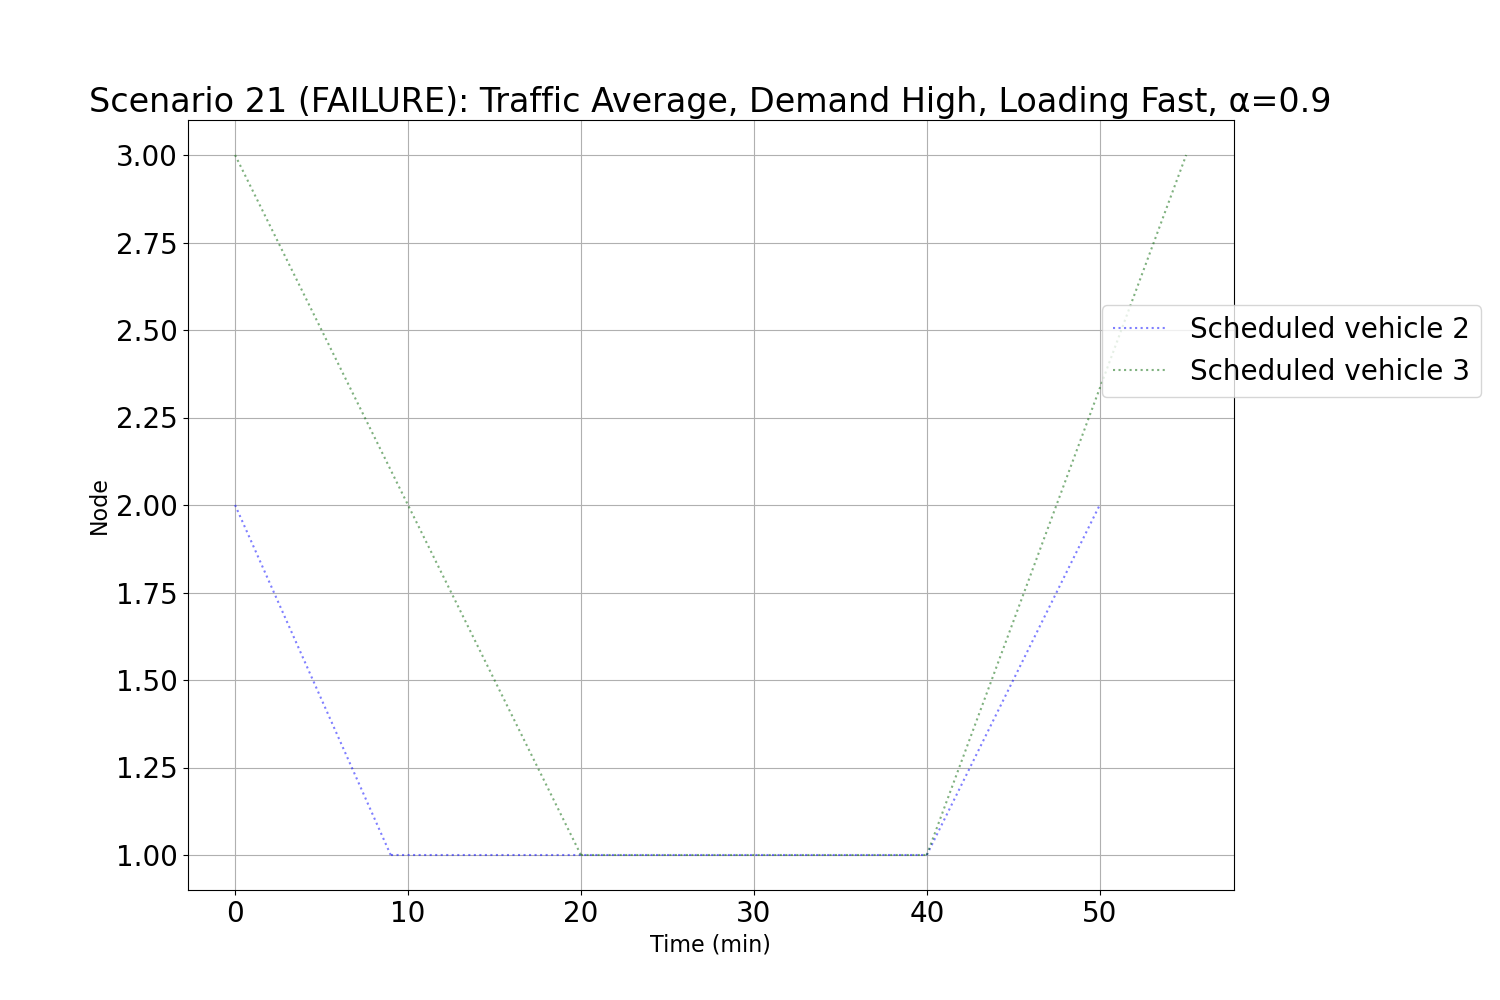 Scenario 21 (FAILURE): Traffic Average, Demand High, Loading Fast, α=0.9
3.00
2.75
2.50
2.25
2.00
1.75
1.50
1.25
1.00
Node
Scheduled vehicle 2
Scheduled vehicle 3
0 10 20 30 40 50
Time (min)